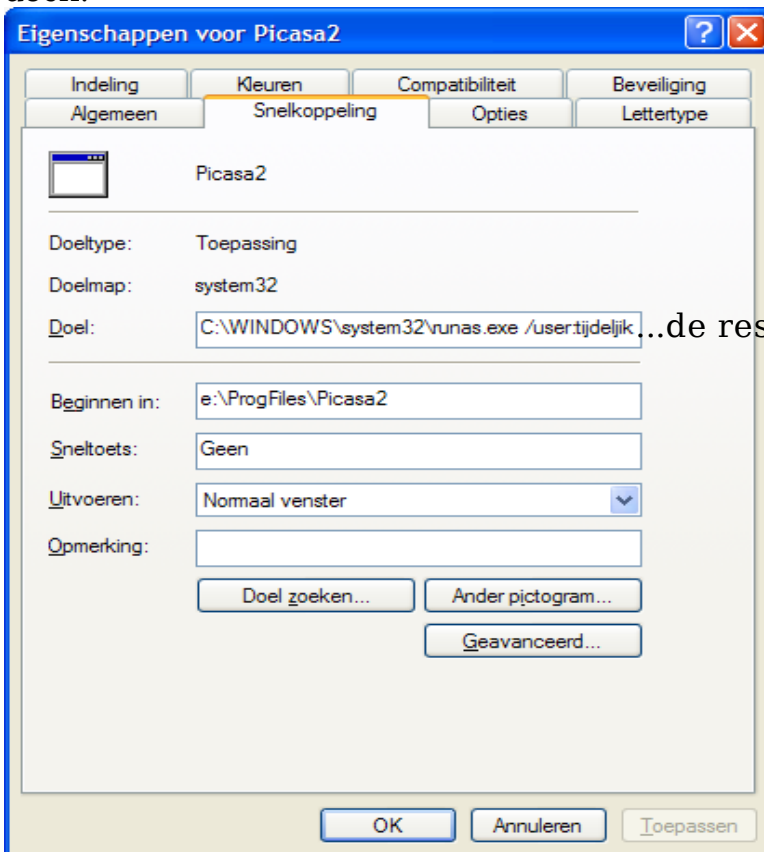 Eigenschappen voor Picasa2
Indeling Kleuren Compatibiliteit Beveiliging
Algemeen Snelkoppeling Opties Lettertype
Picasa2
Doeltype: Toepassing
Doelmap: system32
Doel: C:\WINDOWS\system32\runas.exe /user:tijdeljik ...de res
Beginnen in: e:\ProgFiles\Picasa2
Sneltoets: Geen
Uitvoeren: Normaal venster
Opmerking:
Doel zoeken... Ander pictogram...
Geavanceerd...
OK Annuleren Toepassen